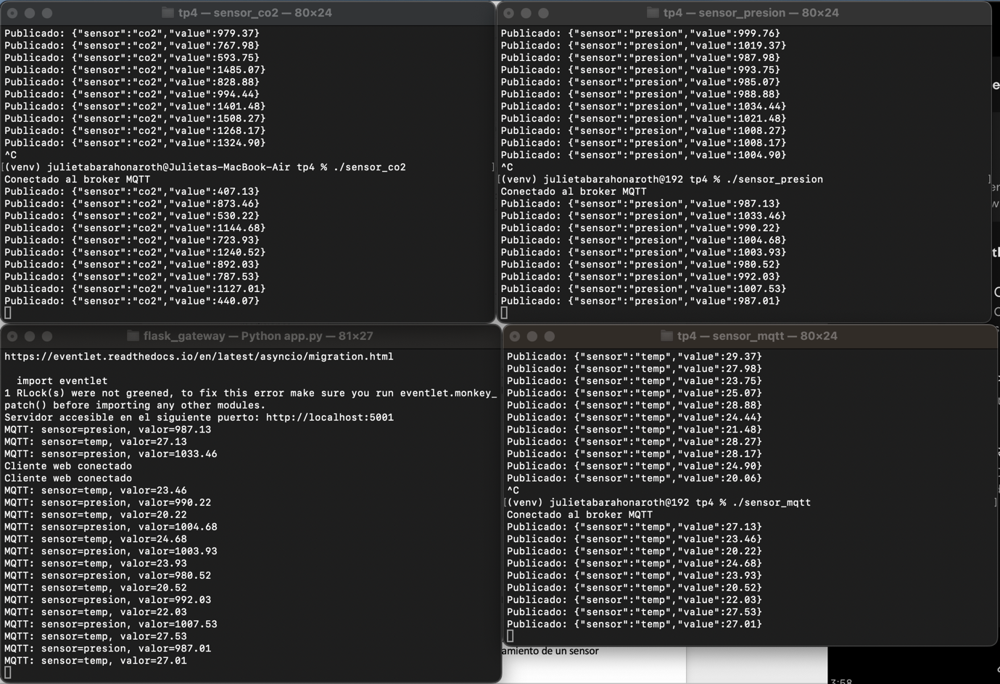 tp4 — sensor_co2 — 80×24
Publicado: {"sensor":"co2","value":979.37}
Publicado: {"sensor":"co2","value":767.98}
Publicado: {"sensor":"co2","value":593.75}
Publicado: {"sensor":"co2","value":1485.07}
Publicado: {"sensor":"co2","value":828.88}
Publicado: {"sensor":"co2","value":994.44}
Publicado: {"sensor":"co2","value":1401.48}
Publicado: {"sensor":"co2","value":1508.27}
Publicado: {"sensor":"co2","value":1268.17}
Publicado: {"sensor":"co2","value":1324.90}
^C
[(venv) julietabarahonaroth@Julietas-MacBook-Air tp4 % ./sensor_co2 ]
Conectado al broker MQTT
Publicado: {"sensor":"co2","value":407.13}
Publicado: {"sensor":"co2","value":873.46}
Publicado: {"sensor":"co2","value":530.22}
Publicado: {"sensor":"co2","value":1144.68}
Publicado: {"sensor":"co2","value":723.93}
Publicado: {"sensor":"co2","value":1240.52}
Publicado: {"sensor":"co2","value":892.03}
Publicado: {"sensor":"co2","value":787.53}
Publicado: {"sensor":"co2","value":1127.01}
Publicado: {"sensor":"co2","value":440.07}
tp4 — sensor_presion — 80×24
Publicado: {"sensor":"presion","value":999.76}
Publicado: {"sensor":"presion","value":1019.37}
Publicado: {"sensor":"presion","value":987.98}
Publicado: {"sensor":"presion","value":993.75}
Publicado: {"sensor":"presion","value":985.07}
Publicado: {"sensor":"presion","value":988.88}
Publicado: {"sensor":"presion","value":1034.44}
Publicado: {"sensor":"presion","value":1021.48}
Publicado: {"sensor":"presion","value":1008.27}
Publicado: {"sensor":"presion","value":1008.17}
Publicado: {"sensor":"presion","value":1004.90}
^C
[(venv) julietabarahonaroth@192 tp4 % ./sensor_presion ]
Conectado al broker MQTT
Publicado: {"sensor":"presion","value":987.13}
Publicado: {"sensor":"presion","value":1033.46}
Publicado: {"sensor":"presion","value":990.22}
Publicado: {"sensor":"presion","value":1004.68}
Publicado: {"sensor":"presion","value":1003.93}
Publicado: {"sensor":"presion","value":980.52}
Publicado: {"sensor":"presion","value":992.03}
Publicado: {"sensor":"presion","value":1007.53}
Publicado: {"sensor":"presion","value":987.01}
flask_gateway — Python app.py — 81×27
https://eventlet.readthedocs.io/en/latest/asyncio/migration.html
import eventlet
1 RLock(s) were not greened, to fix this error make sure you run eventlet.monkey_
patch() before importing any other modules.
Servidor accesible en el siguiente puerto: http://localhost:5001
MQTT: sensor=presion, valor=987.13
MQTT: sensor=temp, valor=27.13
MQTT: sensor=presion, valor=1033.46
Cliente web conectado
Cliente web conectado
MQTT: sensor=temp, valor=23.46
MQTT: sensor=presion, valor=990.22
MQTT: sensor=temp, valor=20.22
MQTT: sensor=presion, valor=1004.68
MQTT: sensor=temp, valor=24.68
MQTT: sensor=presion, valor=1003.93
MQTT: sensor=temp, valor=23.93
MQTT: sensor=presion, valor=980.52
MQTT: sensor=temp, valor=20.52
MQTT: sensor=presion, valor=992.03
MQTT: sensor=temp, valor=22.03
MQTT: sensor=presion, valor=1007.53
MQTT: sensor=temp, valor=27.53
MQTT: sensor=presion, valor=987.01
MQTT: sensor=temp, valor=27.01
tp4 — sensor_mqtt — 80×24
Publicado: {"sensor":"temp","value":29.37}
Publicado: {"sensor":"temp","value":27.98}
Publicado: {"sensor":"temp","value":23.75}
Publicado: {"sensor":"temp","value":25.07}
Publicado: {"sensor":"temp","value":28.88}
Publicado: {"sensor":"temp","value":24.44}
Publicado: {"sensor":"temp","value":21.48}
Publicado: {"sensor":"temp","value":28.27}
Publicado: {"sensor":"temp","value":28.17}
Publicado: {"sensor":"temp","value":24.90}
Publicado: {"sensor":"temp","value":20.06}
^C
[(venv) julietabarahonaroth@192 tp4 % ./sensor_mqtt ]
Conectado al broker MQTT
Publicado: {"sensor":"temp","value":27.13}
Publicado: {"sensor":"temp","value":23.46}
Publicado: {"sensor":"temp","value":20.22}
Publicado: {"sensor":"temp","value":24.68}
Publicado: {"sensor":"temp","value":23.93}
Publicado: {"sensor":"temp","value":20.52}
Publicado: {"sensor":"temp","value":22.03}
Publicado: {"sensor":"temp","value":27.53}
Publicado: {"sensor":"temp","value":27.01}
amiento de un sensor